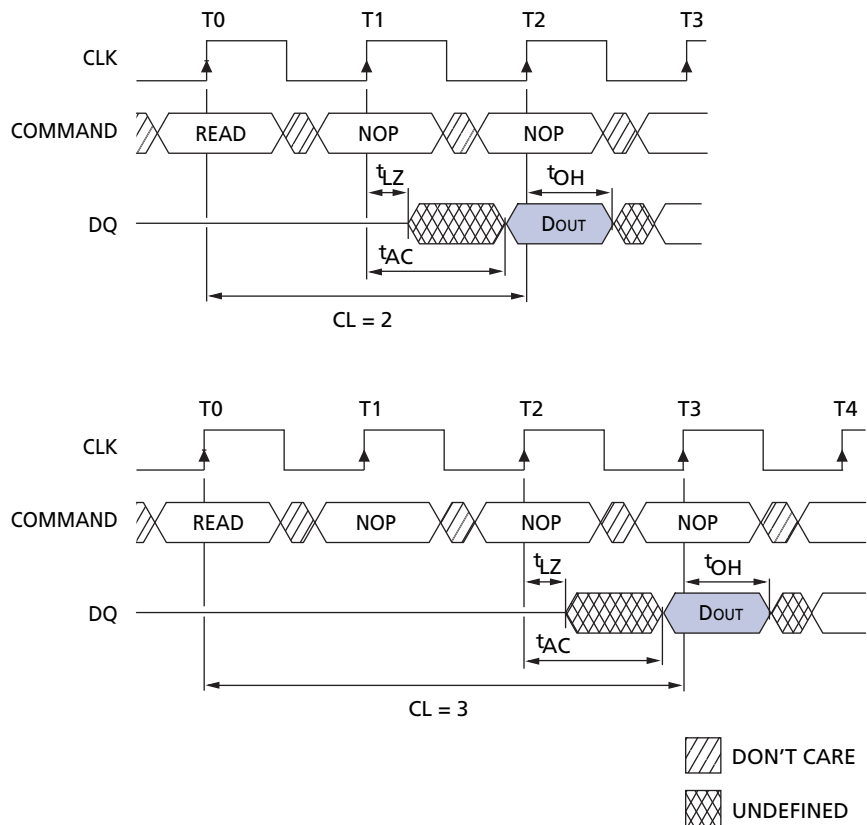 T0 T1 T2 T3
CLK
COMMAND READ NOP NOP
tLZ tOH
DQ DOUT
tAC
CL = 2
T0 T1 T2 T3 T4
CLK
COMMAND READ NOP NOP NOP
tLZ tOH
DQ DOUT
tAC
CL = 3
DON'T CARE
UNDEFINED